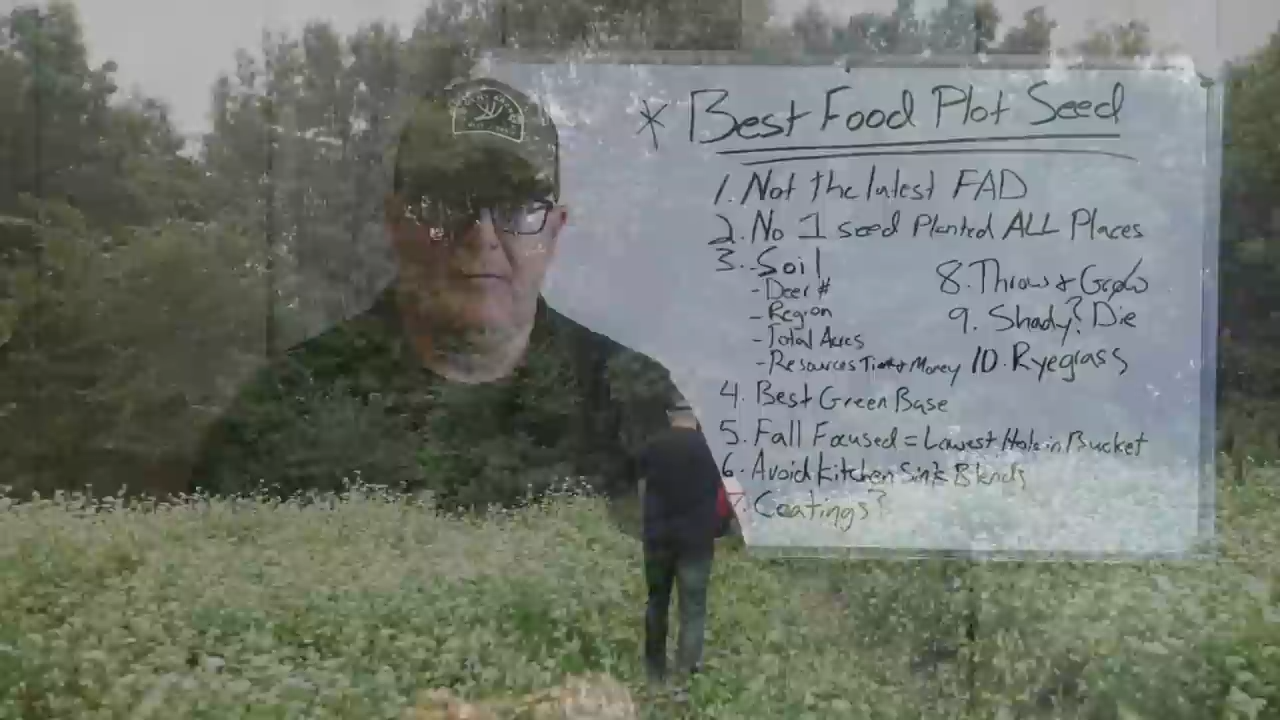 * Best Food Plot Seed
1. Not the latest FAD
2. No 1 seed Planted ALL Places
3. - Soil
- Deer #
- Region
- Total Acres
- Resources Time + Money
4. Best Green Base
5. Fall Focused = Lowest Hole in Bucket
6. Avoid Kitchen Sink Blends
7. Coatings?
8. Throw & Grow
9. Shady? Die
10. Ryegrass